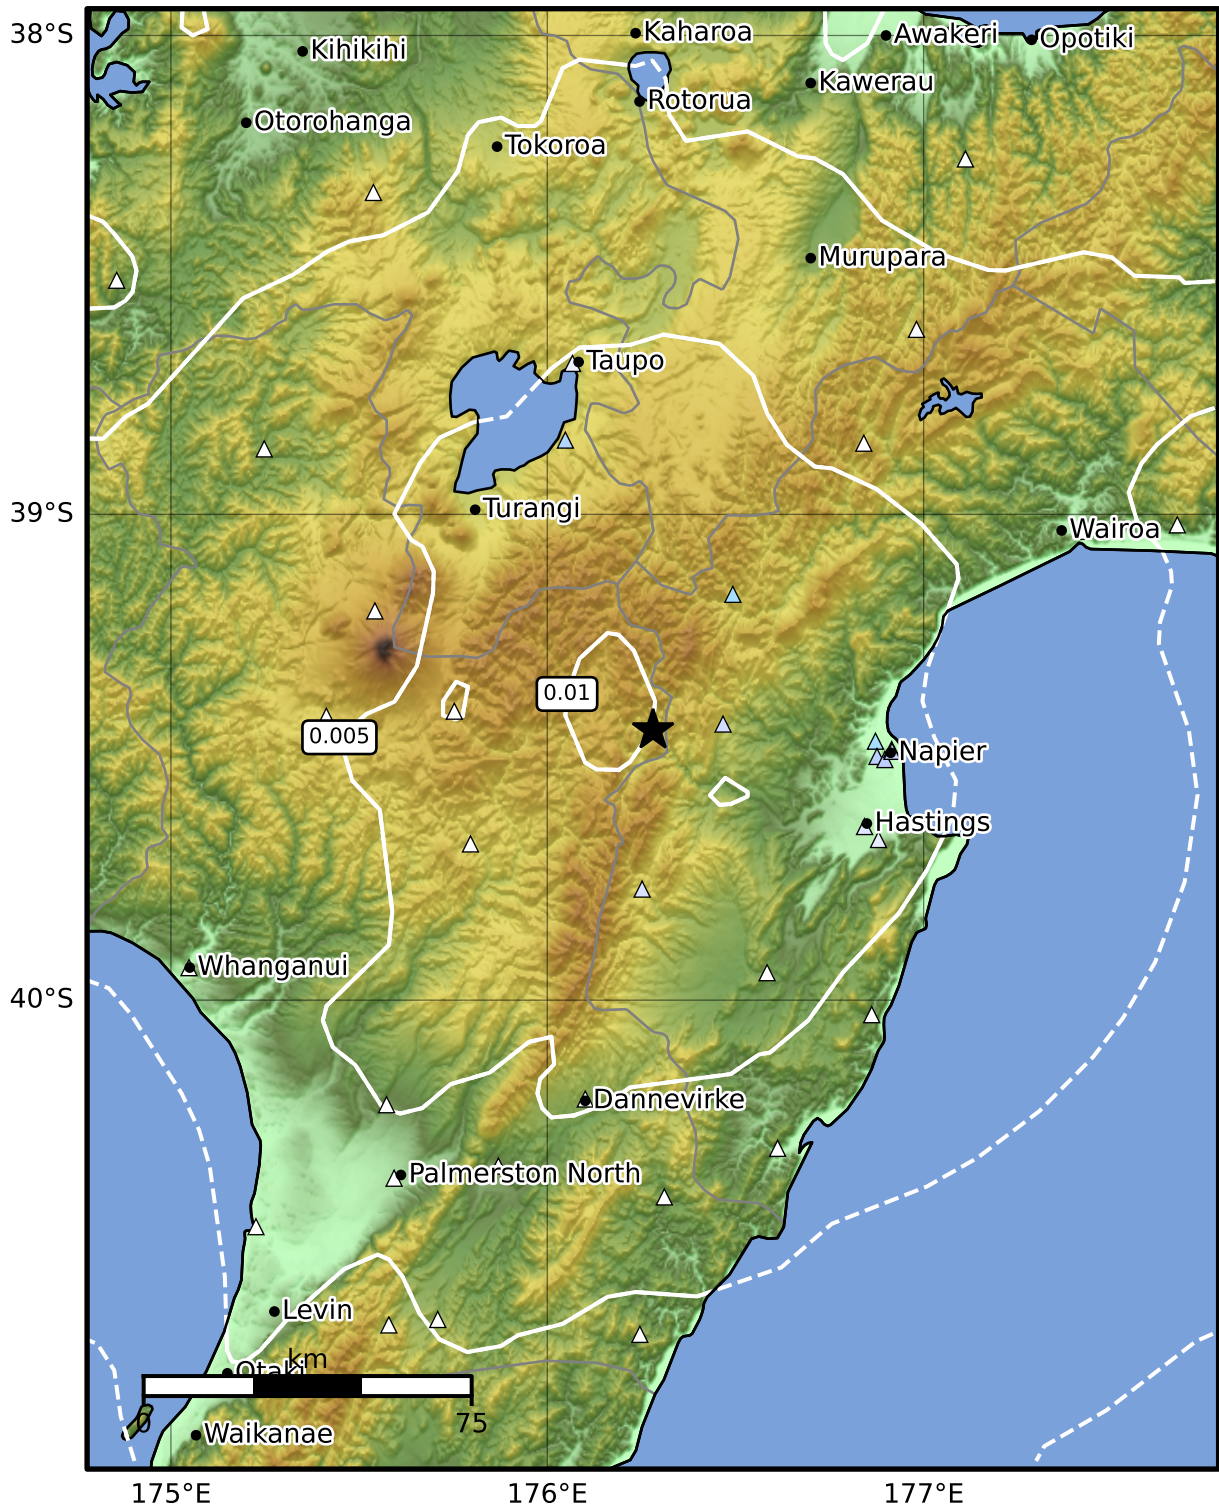 38°S
Kaharoa
Awakeri
Opotiki
Kihikihi
Kawerau
Rotorua
Otorohanga
Tokoroa
Murupara
Taupo
39°S
Turangi
Wairoa
0.01
0.005
Napier
Hastings
Whanganui
40°S
Dannevirke
Palmerston North
Levin
km
Otaki
0
75
Waikanae
175°E
176°E
177°E